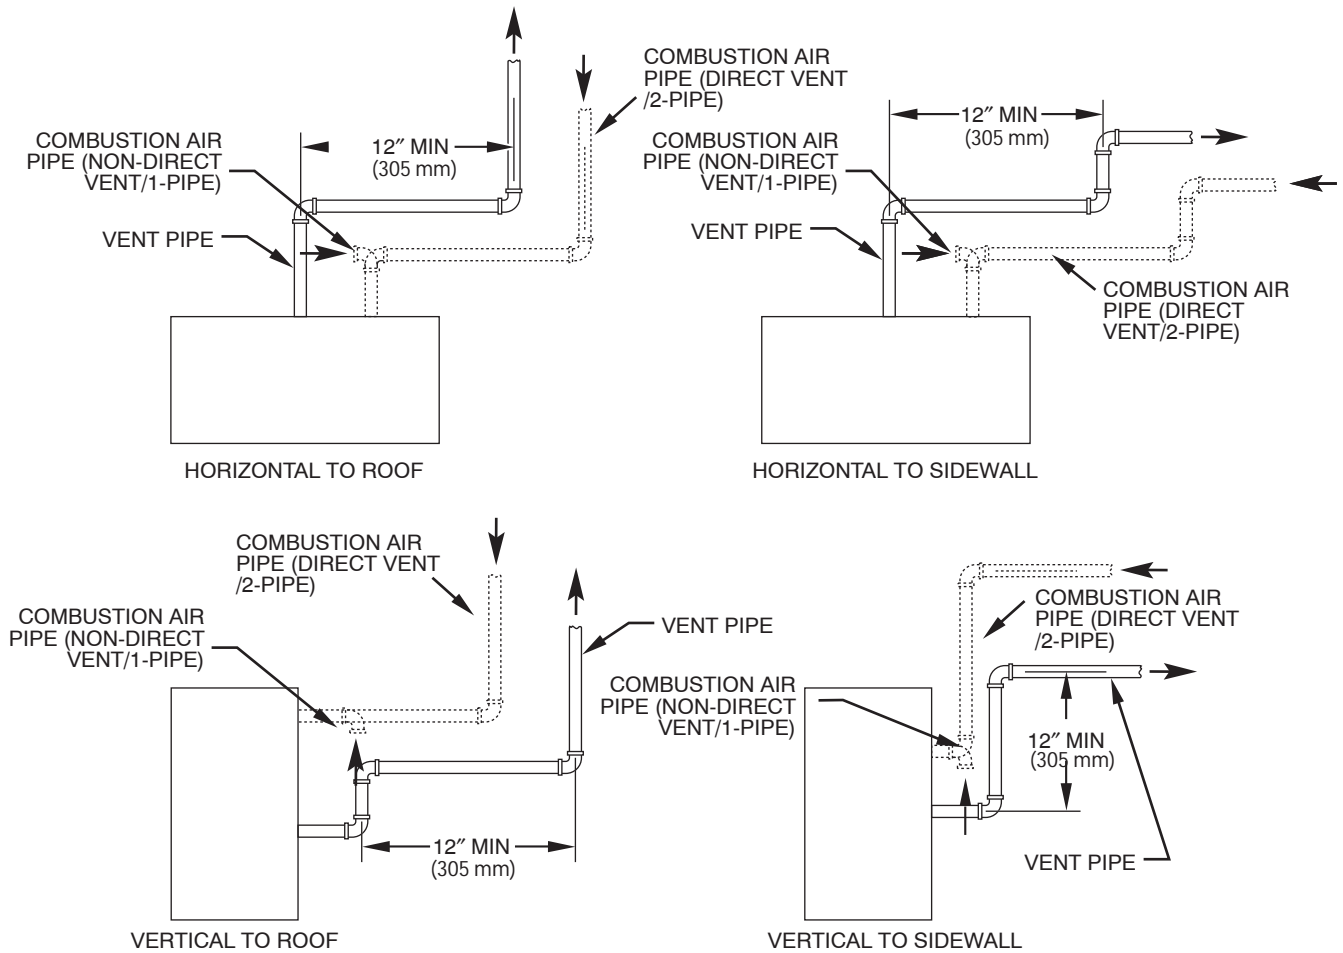 COMBUSTION AIR
PIPE (DIRECT VENT
/2-PIPE)
COMBUSTION AIR
PIPE (NON-DIRECT
VENT/1-PIPE)
12″ MIN
(305 mm)
VENT PIPE
HORIZONTAL TO ROOF
COMBUSTION AIR
PIPE (NON-DIRECT
VENT/1-PIPE)
12″ MIN
(305 mm)
VENT PIPE
COMBUSTION AIR
PIPE (DIRECT
VENT/2-PIPE)
HORIZONTAL TO SIDEWALL
COMBUSTION AIR
PIPE (DIRECT VENT
/2-PIPE)
COMBUSTION AIR
PIPE (NON-DIRECT
VENT/1-PIPE)
VENT PIPE
12″ MIN
(305 mm)
VERTICAL TO ROOF
COMBUSTION AIR
PIPE (DIRECT VENT
/2-PIPE)
COMBUSTION AIR
PIPE (NON-DIRECT
VENT/1-PIPE)
12″ MIN
(305 mm)
VENT PIPE
VERTICAL TO SIDEWALL